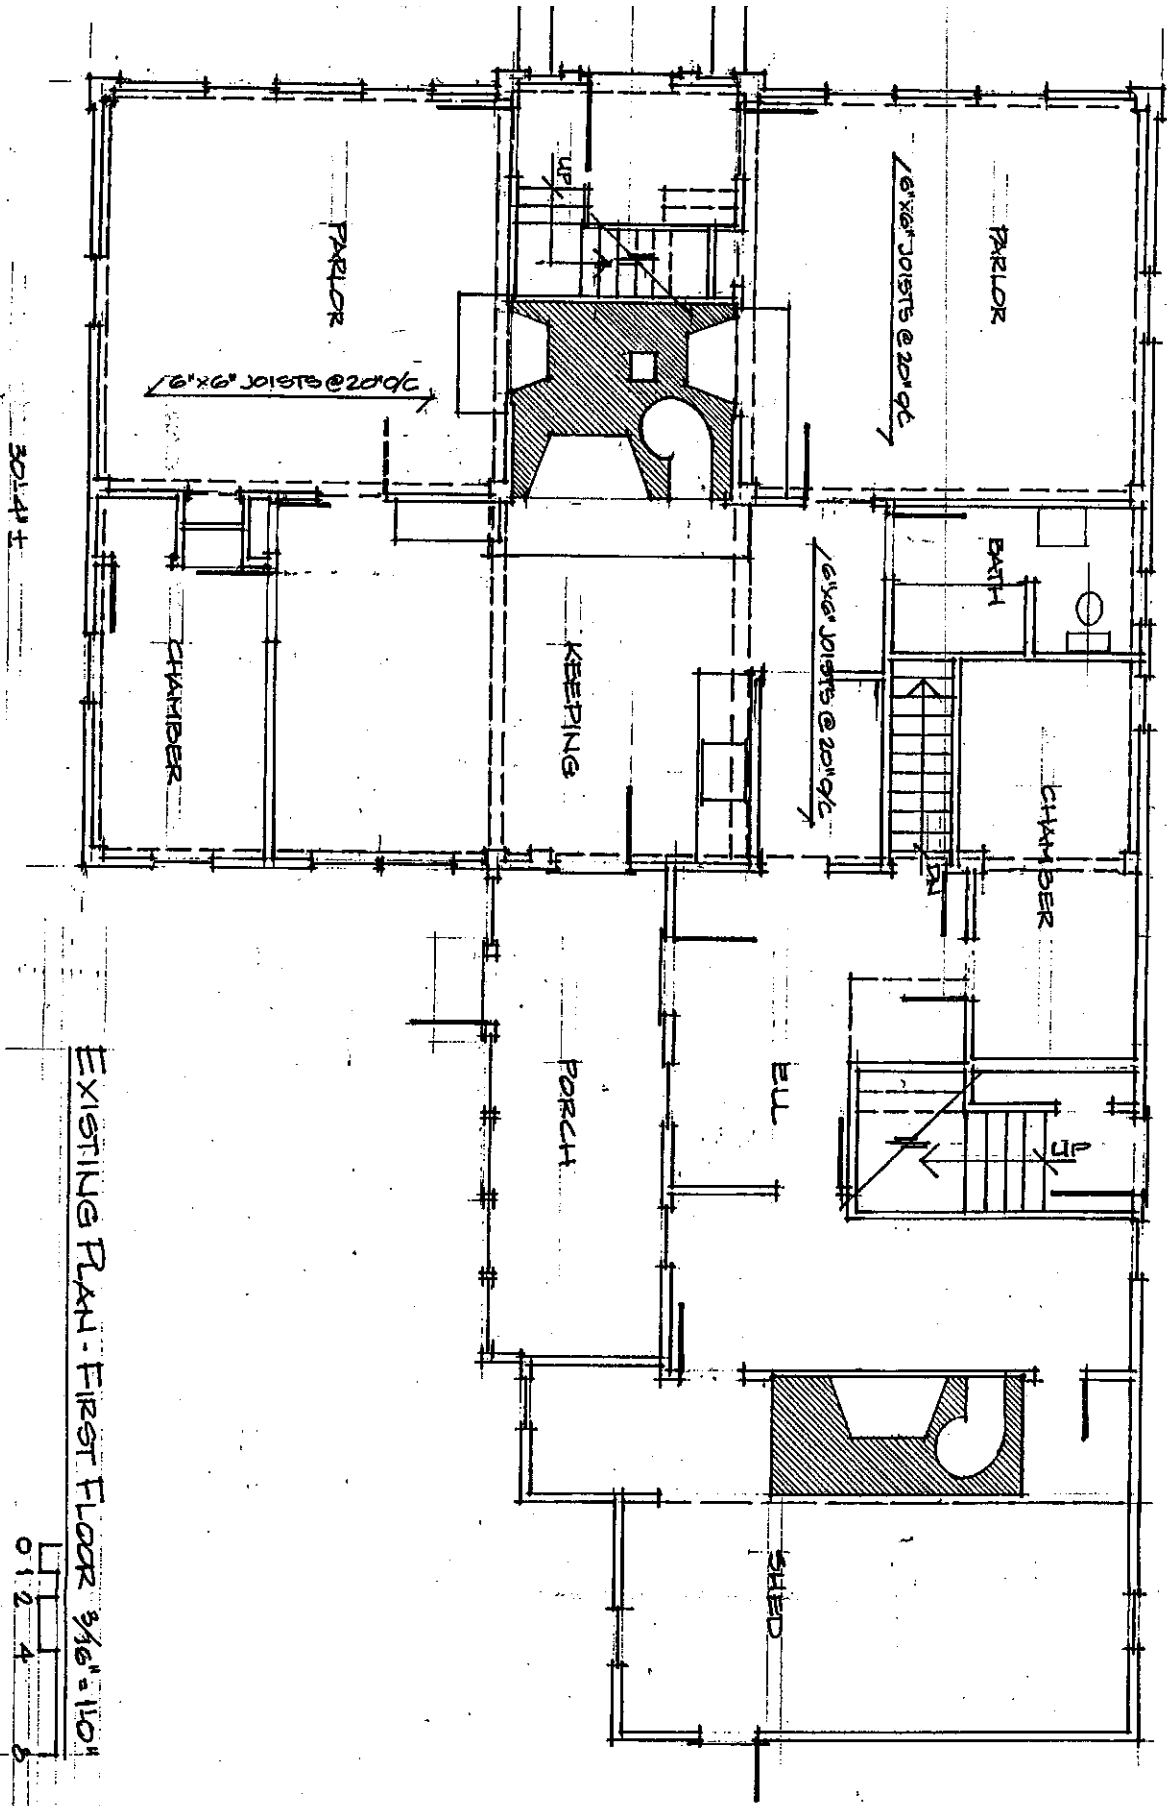 PARLOR
6"x6" JOISTS @ 20" O/C
UP
PARLOR
6"x6" JOISTS @ 20" O/C
BATH
CHAMBER
KEEPING
6"x6" JOISTS @ 20" O/C
CHAMBER
DN
PORCH
ELL
UP
SHED
30'-4" ±
EXISTING PLAN - FIRST FLOOR 3/16" = 1'-0"
0 1 2 4 8